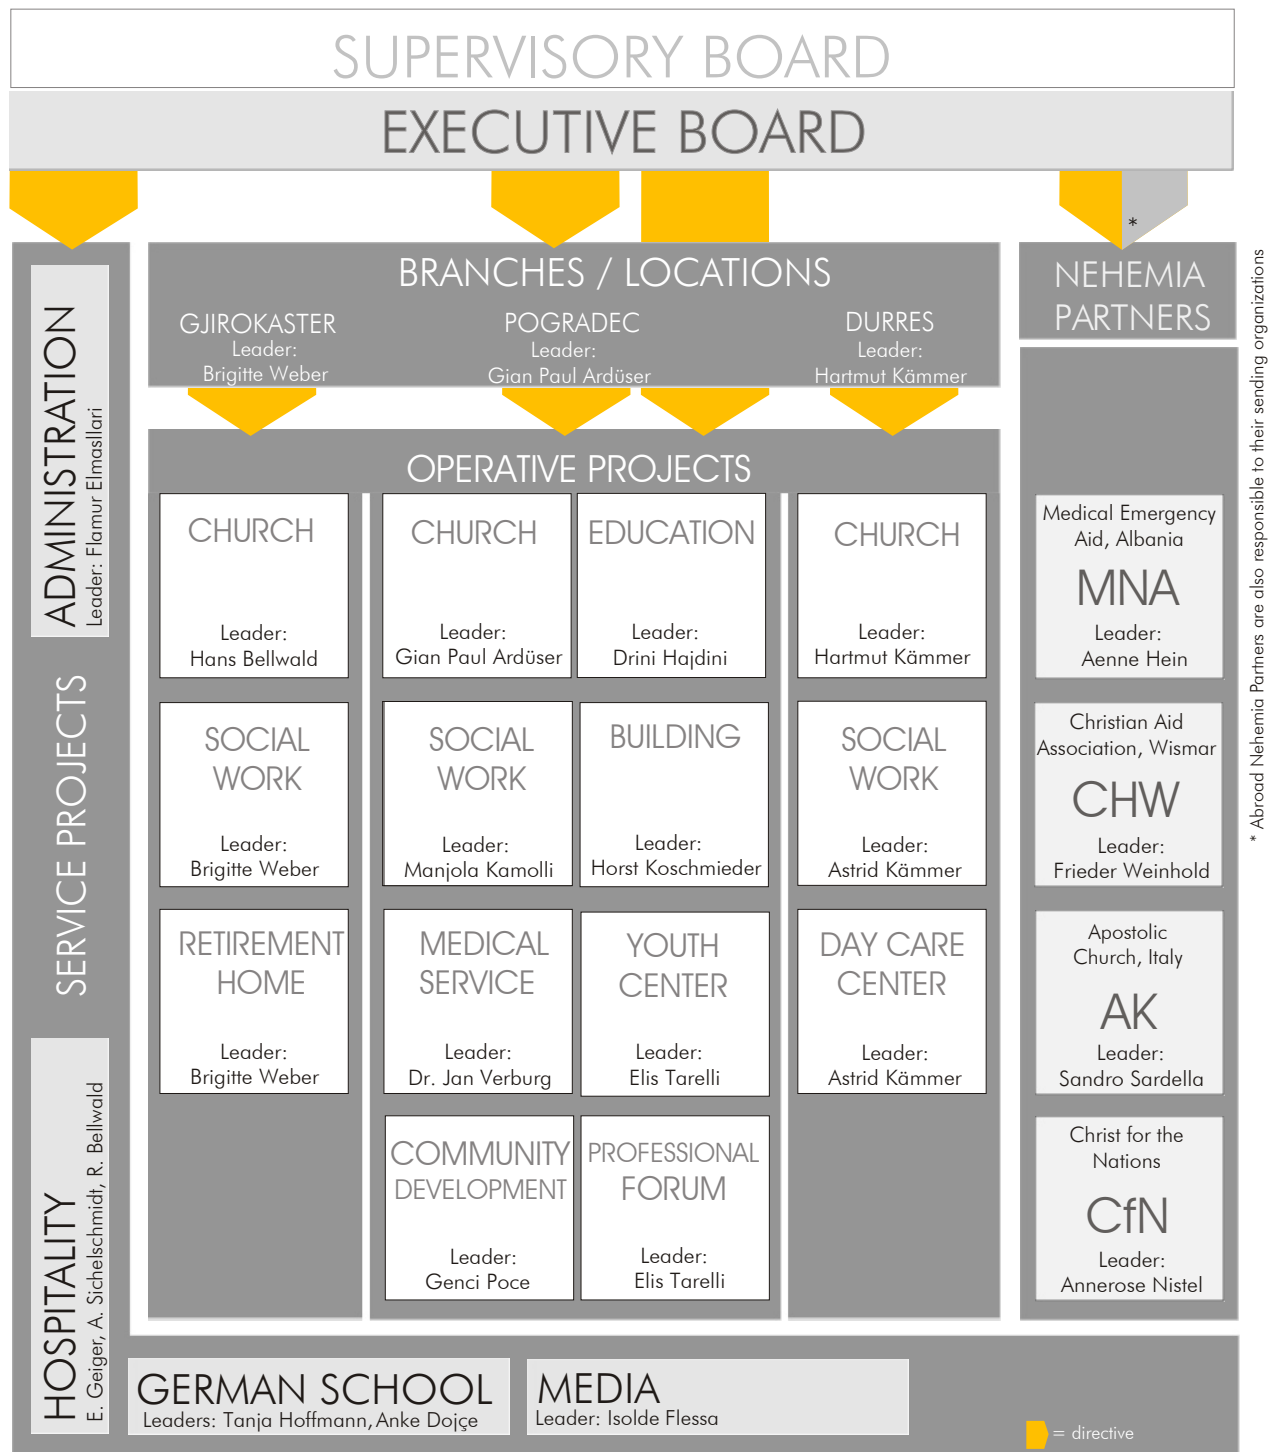 SUPERVISORY BOARD
EXECUTIVE BOARD
*
ADMINISTRATION
Leader: Flamur Elmasllari
SERVICE PROJECTS
HOSPITALITY
E. Geiger, A. Sichelschmidt, R. Bellwald
BRANCHES / LOCATIONS
GJIROKASTER
Leader:
Brigitte Weber
POGRADEC
Leader:
Gian Paul Ardüser
DURRES
Leader:
Hartmut Kämmer
OPERATIVE PROJECTS
CHURCH
Leader:
Hans Bellwald
SOCIAL
WORK
Leader:
Brigitte Weber
RETIREMENT
HOME
Leader:
Brigitte Weber
CHURCH
Leader:
Gian Paul Ardüser
EDUCATION
Leader:
Drini Hajdini
SOCIAL
WORK
Leader:
Manjola Kamolli
BUILDING
Leader:
Horst Koschmieder
MEDICAL
SERVICE
Leader:
Dr. Jan Verburg
YOUTH
CENTER
Leader:
Elis Tarelli
COMMUNITY
DEVELOPMENT
Leader:
Genci Poce
PROFESSIONAL
FORUM
Leader:
Elis Tarelli
CHURCH
Leader:
Hartmut Kämmer
SOCIAL
WORK
Leader:
Astrid Kämmer
DAY CARE
CENTER
Leader:
Astrid Kämmer
NEHEMIA
PARTNERS
Medical Emergency
Aid, Albania
MNA
Leader:
Aenne Hein
Christian Aid
Association, Wismar
CHW
Leader:
Frieder Weinhold
Apostolic
Church, Italy
AK
Leader:
Sandro Sardella
Christ for the
Nations
CfN
Leader:
Annerose Nistel
* Abroad Nehemia Partners are also responsible to their sending organizations
GERMAN SCHOOL
Leaders: Tanja Hoffmann, Anke Dojçe
MEDIA
Leader: Isolde Flessa
= directive